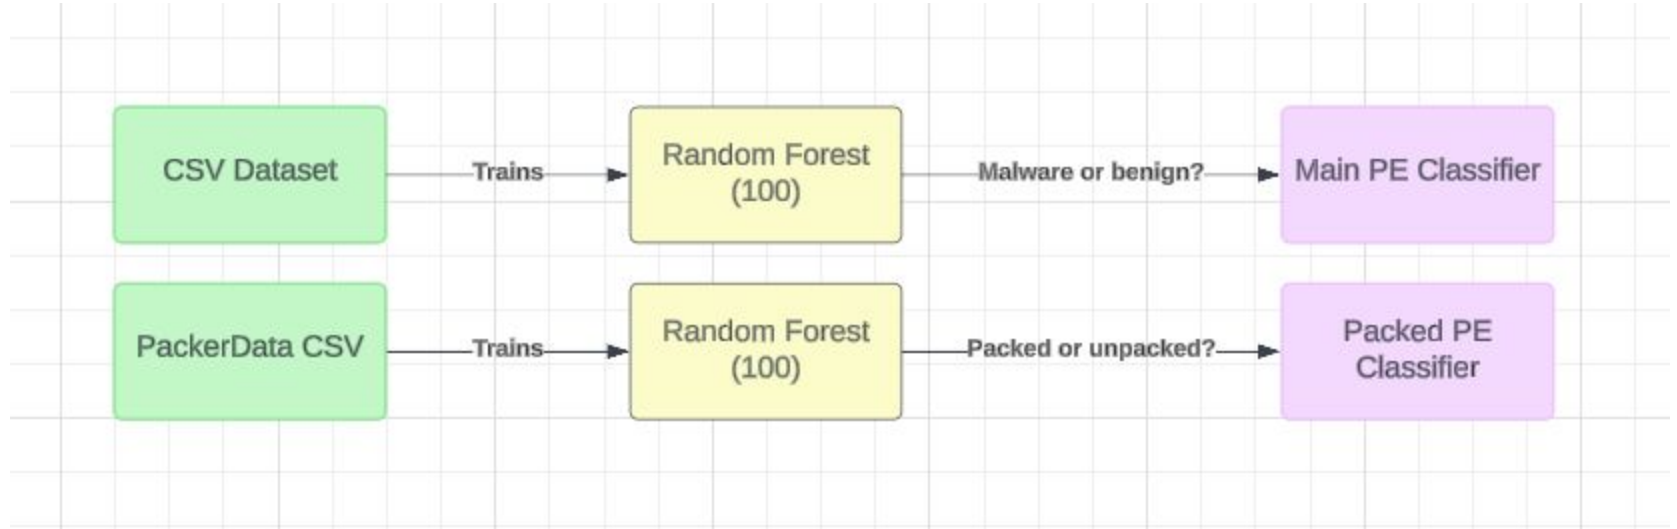 CSV Dataset
Trains
Random Forest
(100)
Malware or benign?
Main PE Classifier
PackerData CSV
Trains
Random Forest
(100)
Packed or unpacked?
Packed PE
Classifier